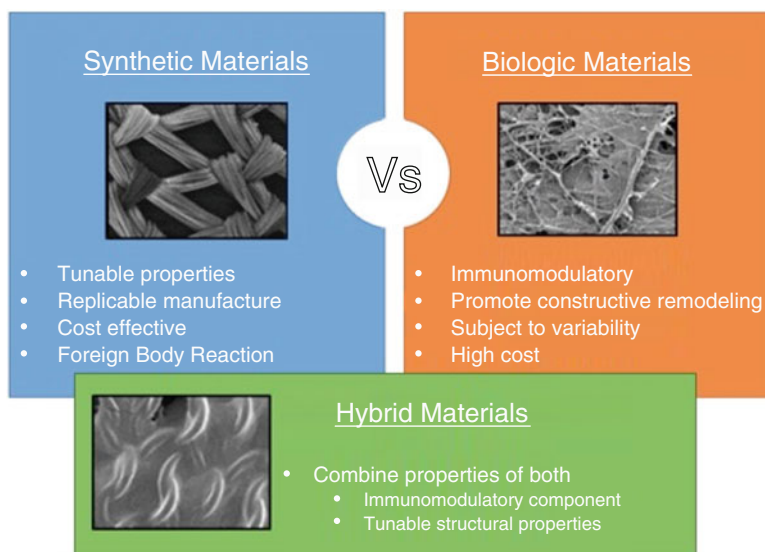 Synthetic Materials
Vs
Biologic Materials
• Tunable properties
• Replicable manufacture
• Cost effective
• Foreign Body Reaction
• Immunomodulatory
• Promote constructive remodeling
• Subject to variability
• High cost
Hybrid Materials
• Combine properties of both
• Immunomodulatory component
• Tunable structural properties